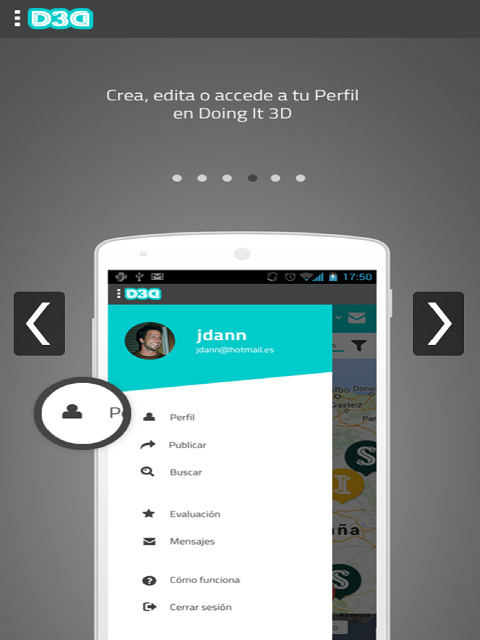 D3D
Crea, edita o accede a tu Perfil
en Doing It 3D
17:50
D3D
jdann
jdann@hotmail.es
Perfil
Publicar
Buscar
Evaluación
Mensajes
Cómo funciona
Cerrar sesión
P
Gasteiz
S
I
ña
S